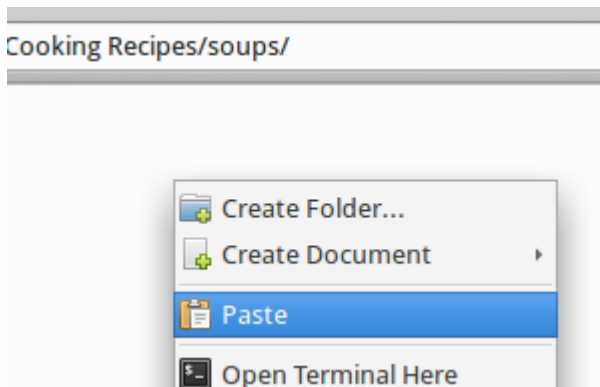 Cooking Recipes/soups/
Create Folder...
Create Document
Paste
Open Terminal Here